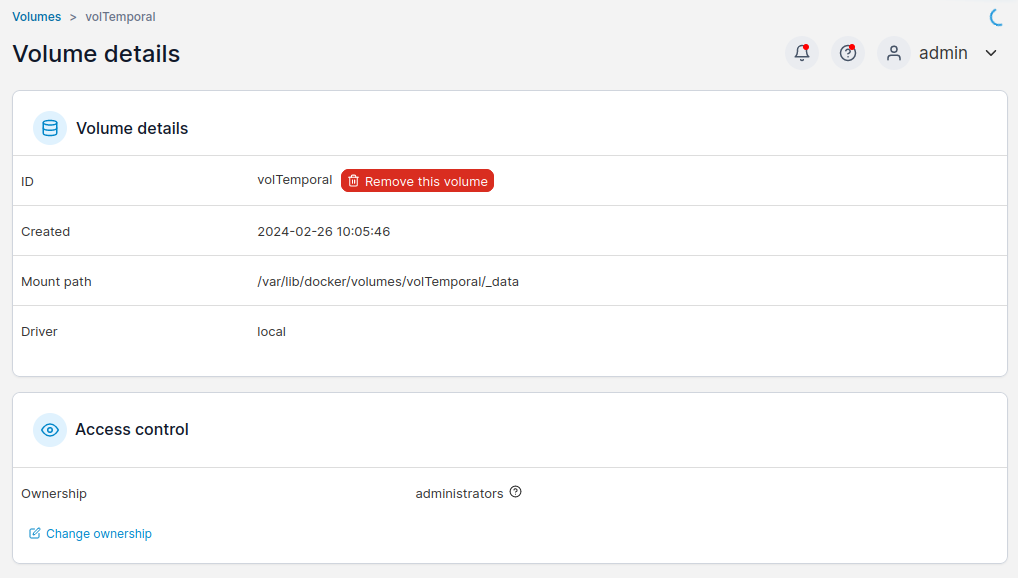 Volumes > volTemporal
Volume details
admin
Volume details
ID volTemporal Remove this volume
Created 2024-02-26 10:05:46
Mount path /var/lib/docker/volumes/volTemporal/_data
Driver local
Access control
Ownership administrators
Change ownership